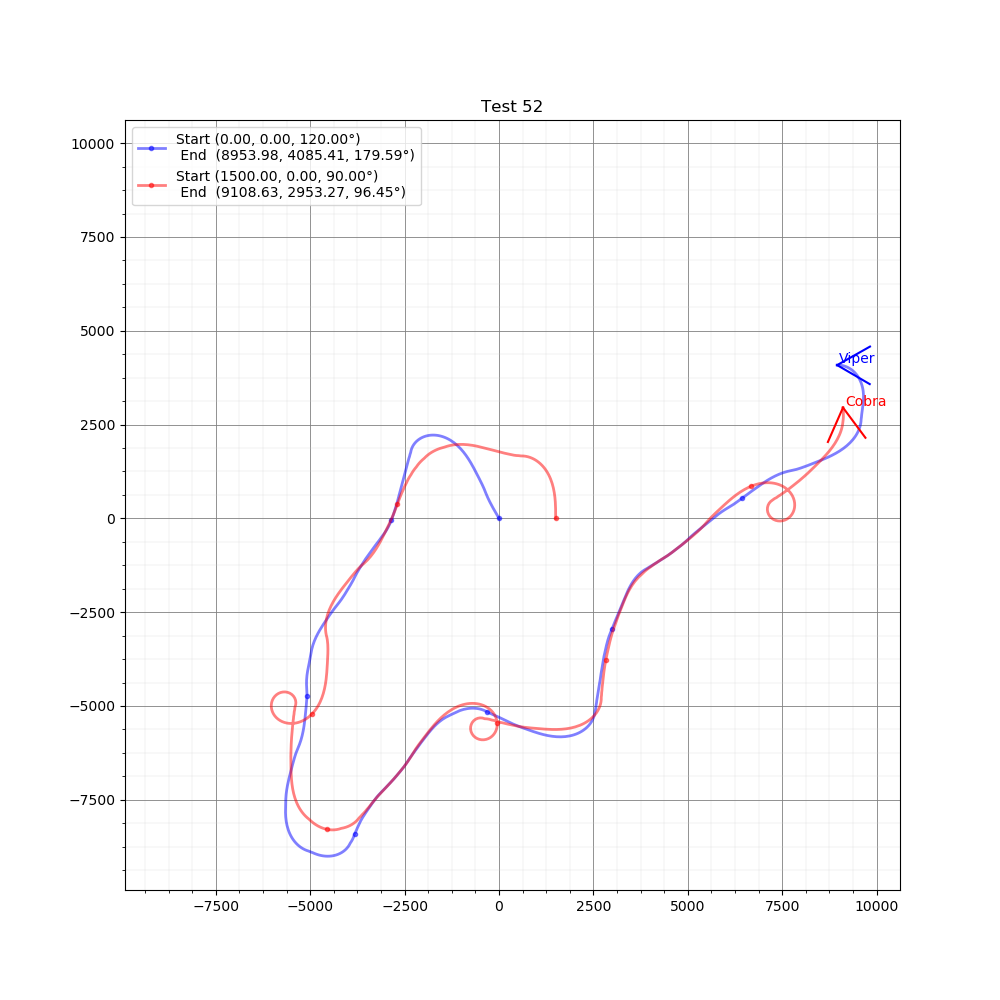 Test 52
Start (0.00, 0.00, 120.00°)
End (8953.98, 4085.41, 179.59°)
Start (1500.00, 0.00, 90.00°)
End (9108.63, 2953.27, 96.45°)
10000
7500
5000
2500
0
−2500
−5000
−7500
Viper
Cobra
−7500 −5000 −2500 0 2500 5000 7500 10000